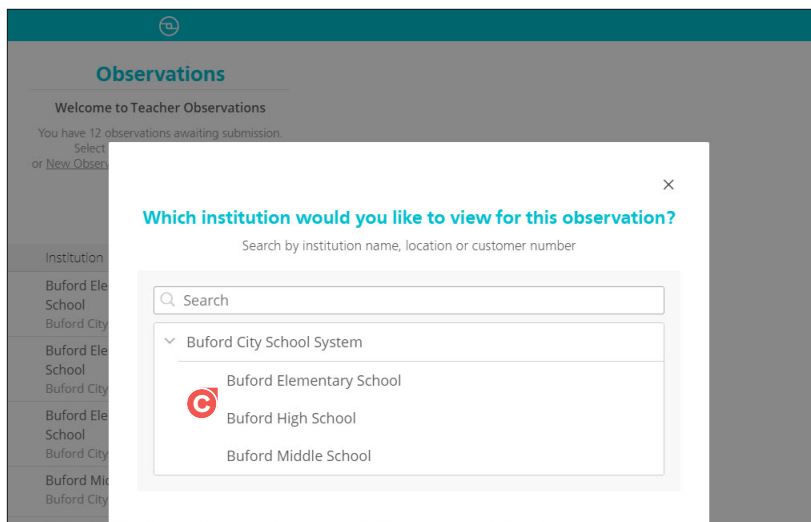 Observations
Welcome to Teacher Observations
You have 12 observations awaiting submission.
Select
or New Observ
Which institution would you like to view for this observation?
Search by institution name, location or customer number
Search
Buford City School System
Buford Elementary School
C
Buford High School
Buford Middle School
Institution
Buford Ele
School
Buford City
Buford Ele
School
Buford City
Buford Ele
School
Buford City
Buford Mid
Buford City